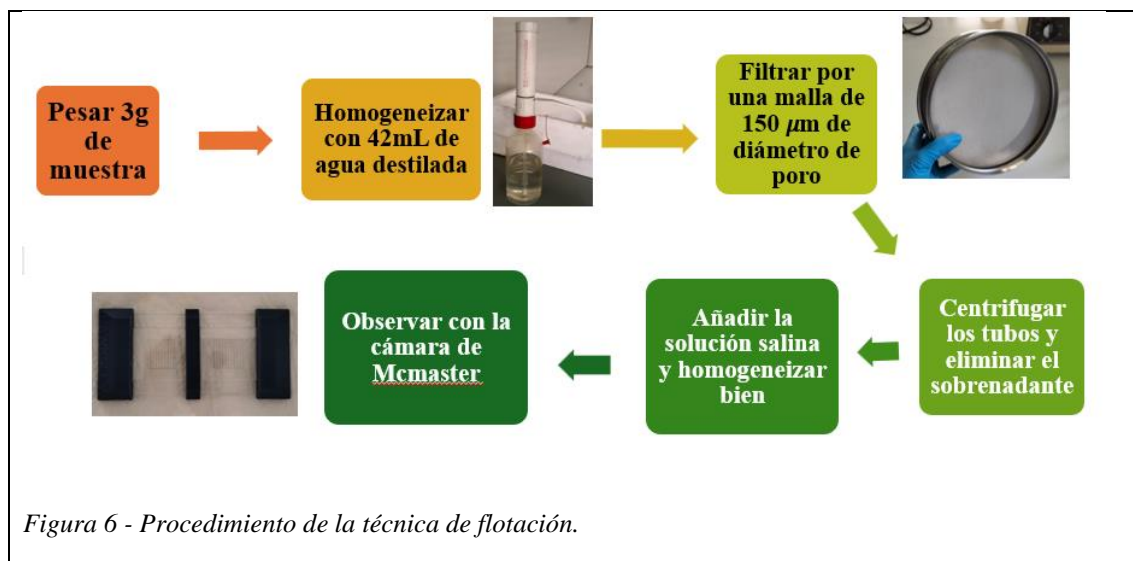 Pesar 3g
de
muestra
Homogeneizar
con 42mL de
agua destilada
Filtrar por
una malla de
150 µm de
diámetro de
poro
Centrifugar
los tubos y
eliminar el
sobrenadante
Añadir la
solución salina
y homogeneizar
bien
Observar con la
cámara de
Mcmaster
Figura 6 - Procedimiento de la técnica de flotación.